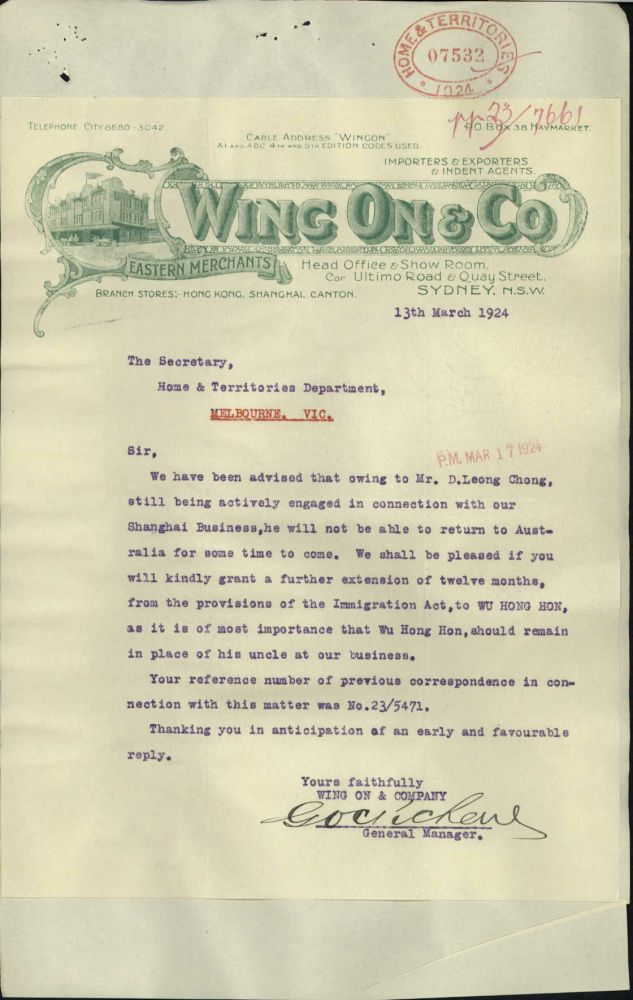 HOME & TERRITORIES
07532
1924
pp 23/7661
TELEPHONE CITY 8680-3042.
P.O. BOX 38 HAYMARKET.
CABLE ADDRESS "WINGON"
A1 AND ABC 4TH AND 5TH EDITION CODES USED.
IMPORTERS & EXPORTERS
& INDENT AGENTS.
WING ON & CO
EASTERN MERCHANTS
Head Office & Show Room,
Cor Ultimo Road & Quay Street.
BRANCH STORES:- HONG KONG, SHANGHAI, CANTON.
SYDNEY, N.S.W.
13th March 1924
The Secretary,
Home & Territories Department,
MELBOURNE. VIC.
Sir,
P.M. MAR 17 1924
We have been advised that owing to Mr. D.Leong Chong,
still being actively engaged in connection with our
Shanghai Business,he will not be able to return to Aust-
ralia for some time to come. We shall be pleased if you
will kindly grant a further extension of twelve months,
from the provisions of the Immigration Act,to WU HONG HON,
as it is of most importance that Wu Hong Hon,should remain
in place of his uncle at our business.
Your reference number of previous correspondence in con-
nection with this matter was No.23/5471.
Thanking you in anticipation of an early and favourable
reply.
Yours faithfully
WING ON & COMPANY
General Manager.